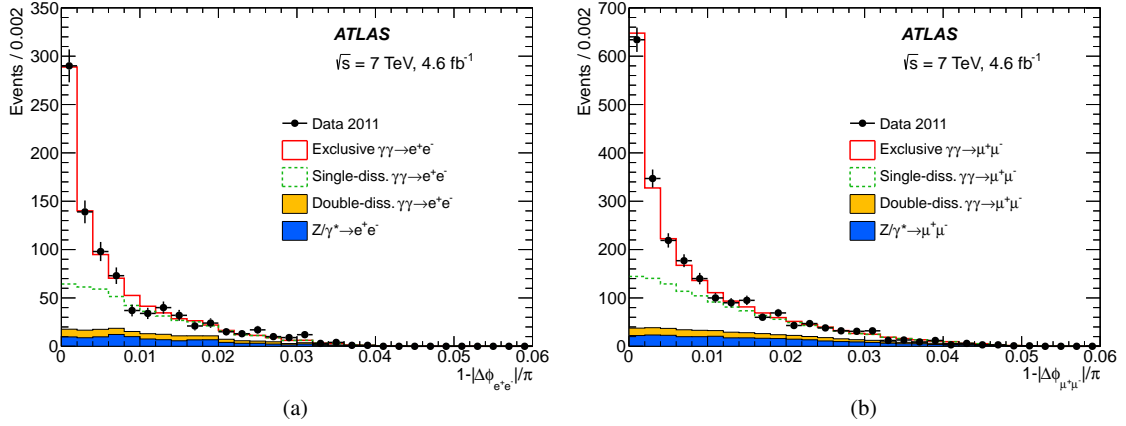 Events / 0.002
350
300
250
200
150
100
50
0
ATLAS
√s = 7 TeV, 4.6 fb⁻¹
Data 2011
Exclusive γγ→e⁺e⁻
Single-diss. γγ→e⁺e⁻
Double-diss. γγ→e⁺e⁻
Z/γ*→e⁺e⁻
0 0.01 0.02 0.03 0.04 0.05 0.06
1-|Δϕ_{e⁺e⁻}|/π
(a)
Events / 0.002
700
600
500
400
300
200
100
0
ATLAS
√s = 7 TeV, 4.6 fb⁻¹
Data 2011
Exclusive γγ→μ⁺μ⁻
Single-diss. γγ→μ⁺μ⁻
Double-diss. γγ→μ⁺μ⁻
Z/γ*→μ⁺μ⁻
0 0.01 0.02 0.03 0.04 0.05 0.06
1-|Δϕ_{μ⁺μ⁻}|/π
(b)